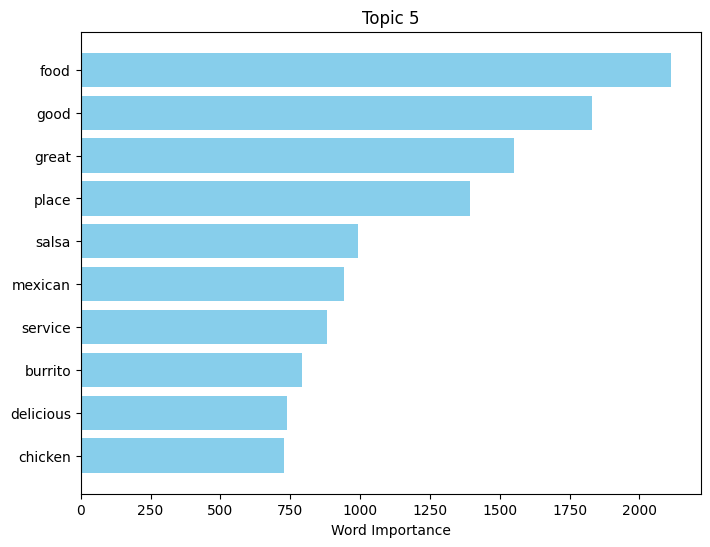 Topic 5
food
good
great
place
salsa
mexican
service
burrito
delicious
chicken
0 250 500 750 1000 1250 1500 1750 2000
Word Importance